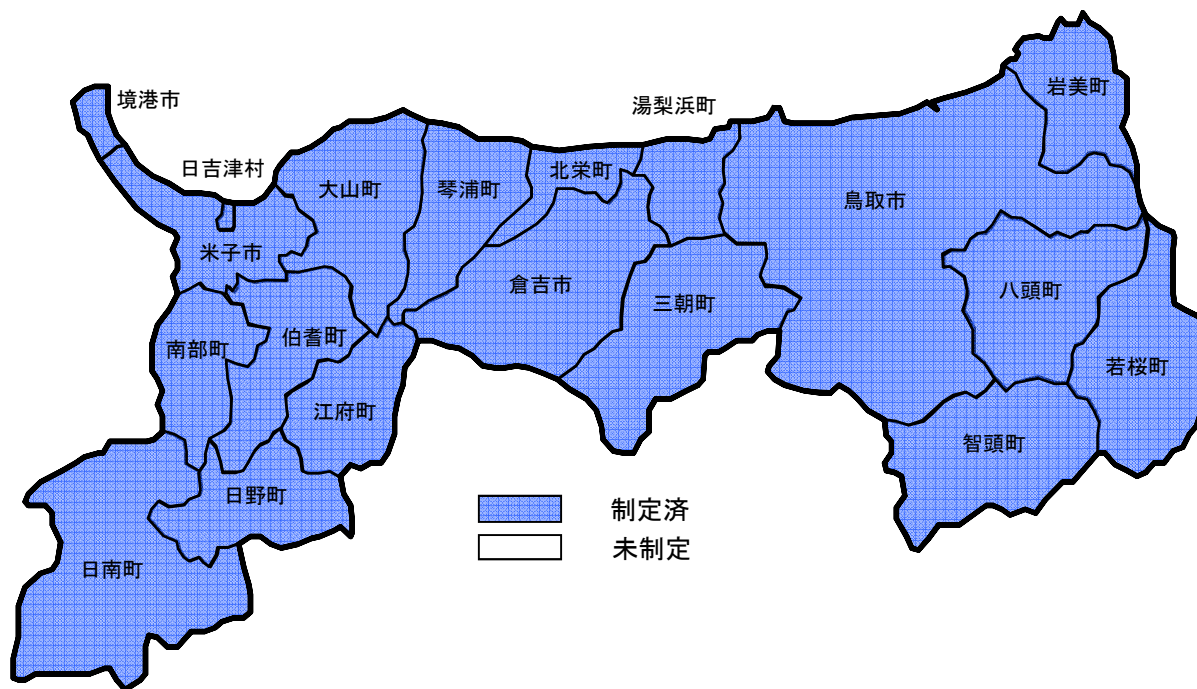 岩美町
境港市
湯梨浜町
日吉津村
北栄町
大山町
琴浦町
鳥取市
米子市
倉吉市
八頭町
三朝町
伯耆町
南部町
若桜町
江府町
智頭町
日野町
制定済
未制定
日南町